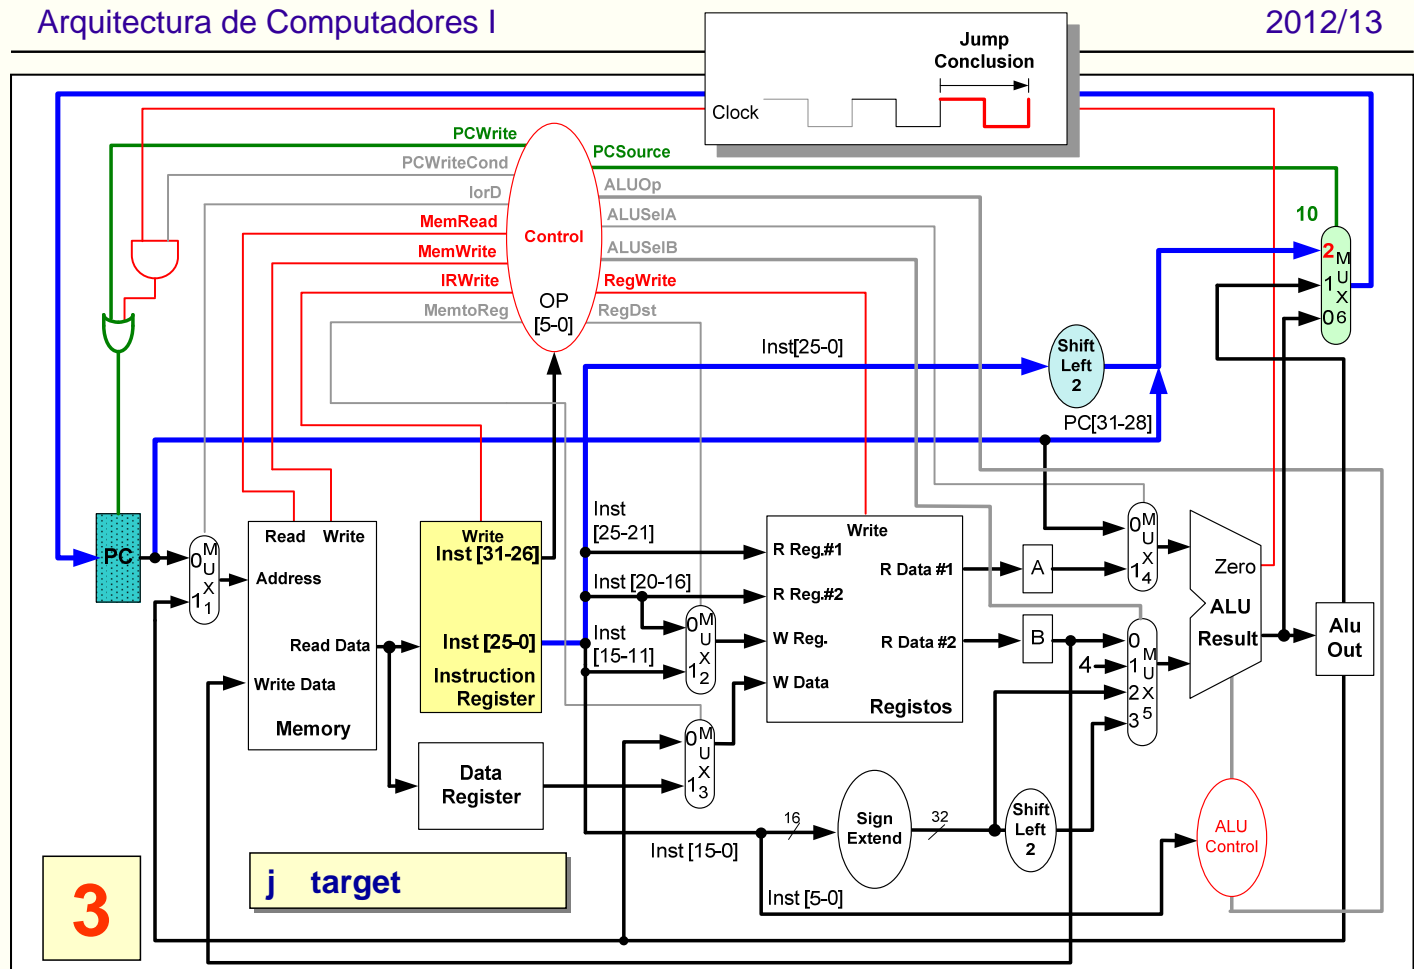 Arquitectura de Computadores I
2012/13
Jump
Conclusion
Clock
PCWrite
PCWriteCond
IorD
MemRead
MemWrite
IRWrite
MemtoReg
Control
OP
[5-0]
PCSource
ALUOp
ALUSelA
ALUSelB
RegWrite
RegDst
10
2
1
0
M
U
X
6
Inst[25-0]
Shift
Left
2
PC[31-28]
PC
0
1
M
U
X
1
Read Write
Address
Read Data
Write Data
Memory
Write
Inst [31-26]
Inst [25-0]
Instruction
Register
Data
Register
Inst
[25-21]
Inst [20-16]
Inst
[15-11]
0
1
M
U
X
2
0
1
M
U
X
3
Write
R Reg.#1
R Reg.#2
W Reg.
W Data
R Data #1
R Data #2
Registos
A
B
0
1
M
U
X
4
4
0
1
2
3
M
U
X
5
Zero
ALU
Result
Alu
Out
16
Sign
Extend
32
Shift
Left
2
ALU
Control
Inst [15-0]
Inst [5-0]
3
j target